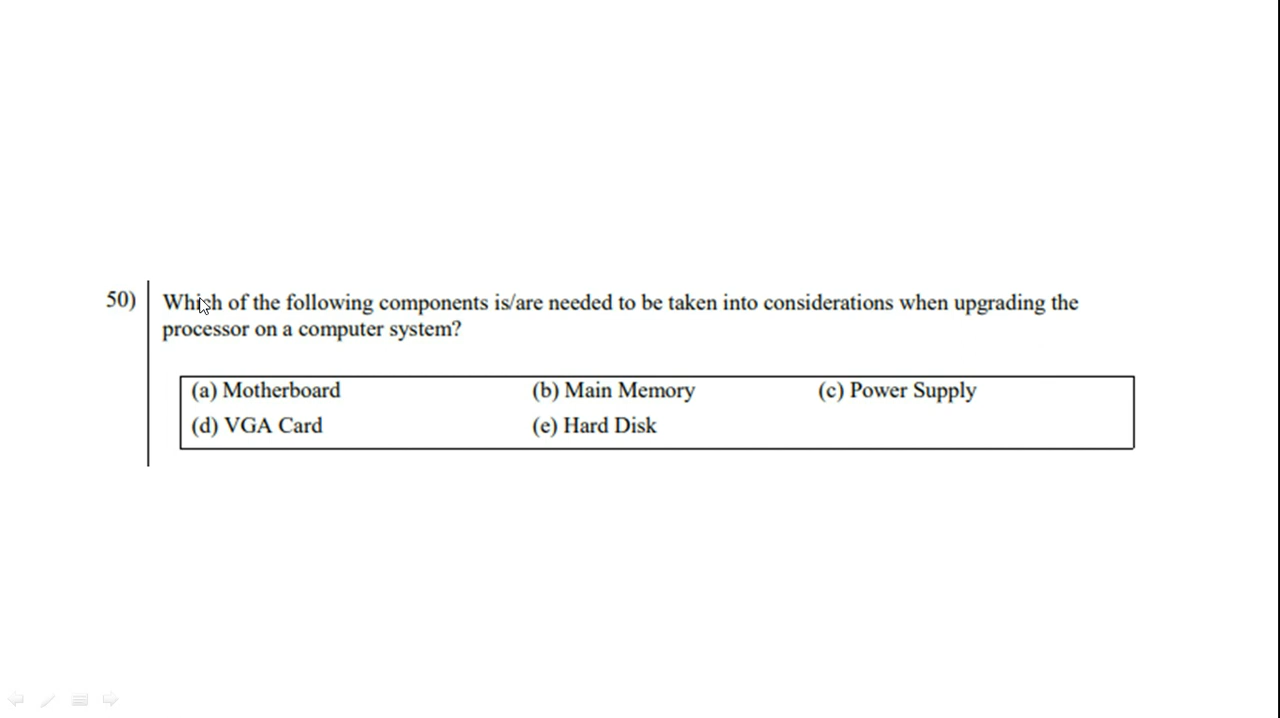 50) Which of the following components is/are needed to be taken into considerations when upgrading the
processor on a computer system?
(a) Motherboard (b) Main Memory (c) Power Supply
(d) VGA Card (e) Hard Disk